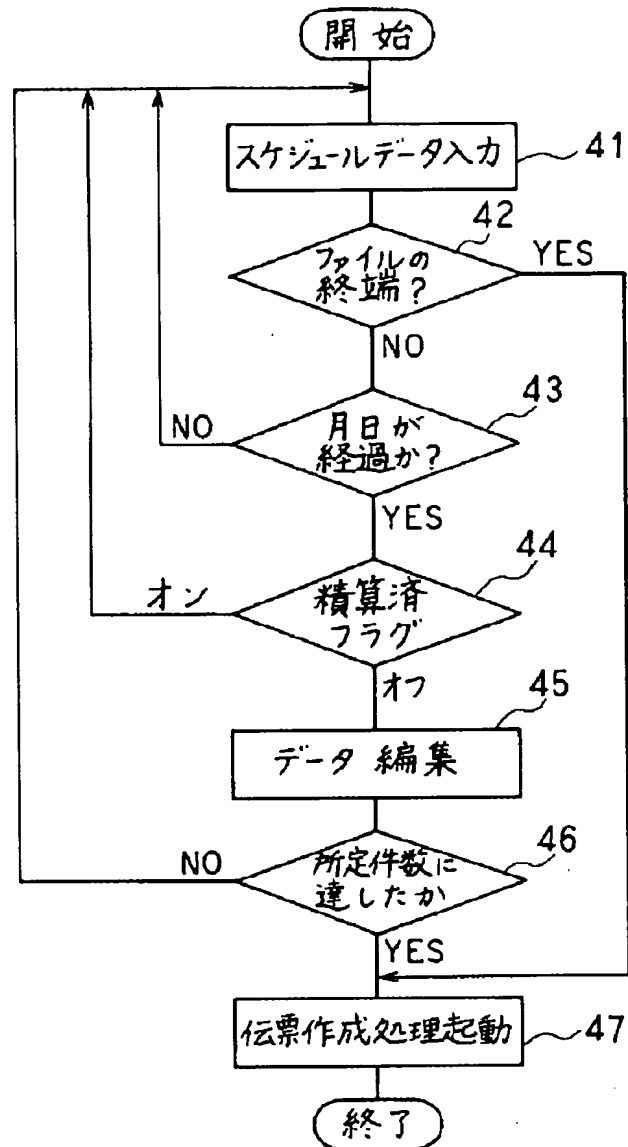 開始
スケジュールデータ入力
41
42
ファイルの
終端?
YES
NO
43
月日が
経過か?
NO
YES
44
積算済
フラグ
オン
オフ
45
データ 編集
46
所定件数に
達したか
NO
YES
伝票作成処理起動
47
終了